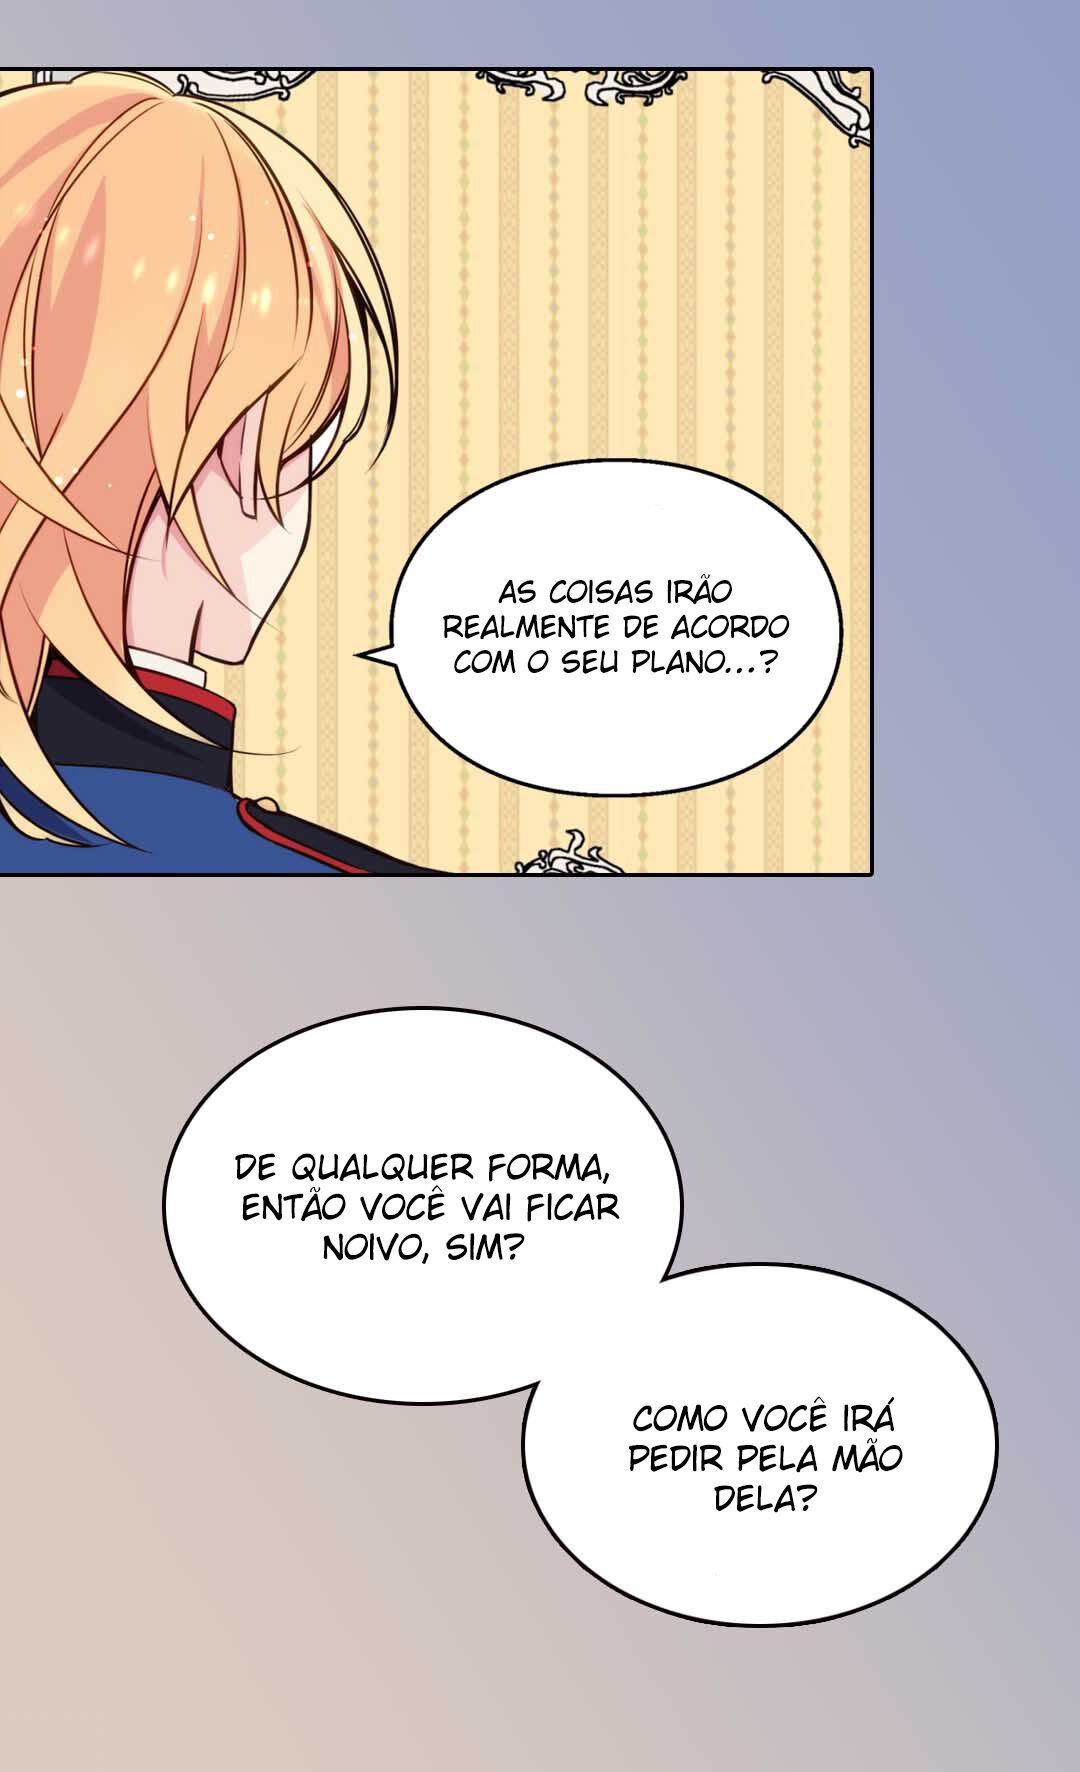 AS COISAS IRÃO
REALMENTE DE ACORDO
COM O SEU PLANO...?
DE QUALQUER FORMA,
ENTÃO VOCÊ VAI FICAR
NOIVO, SIM?
COMO VOCÊ IRÁ
PEDIR PELA MÃO
DELA?